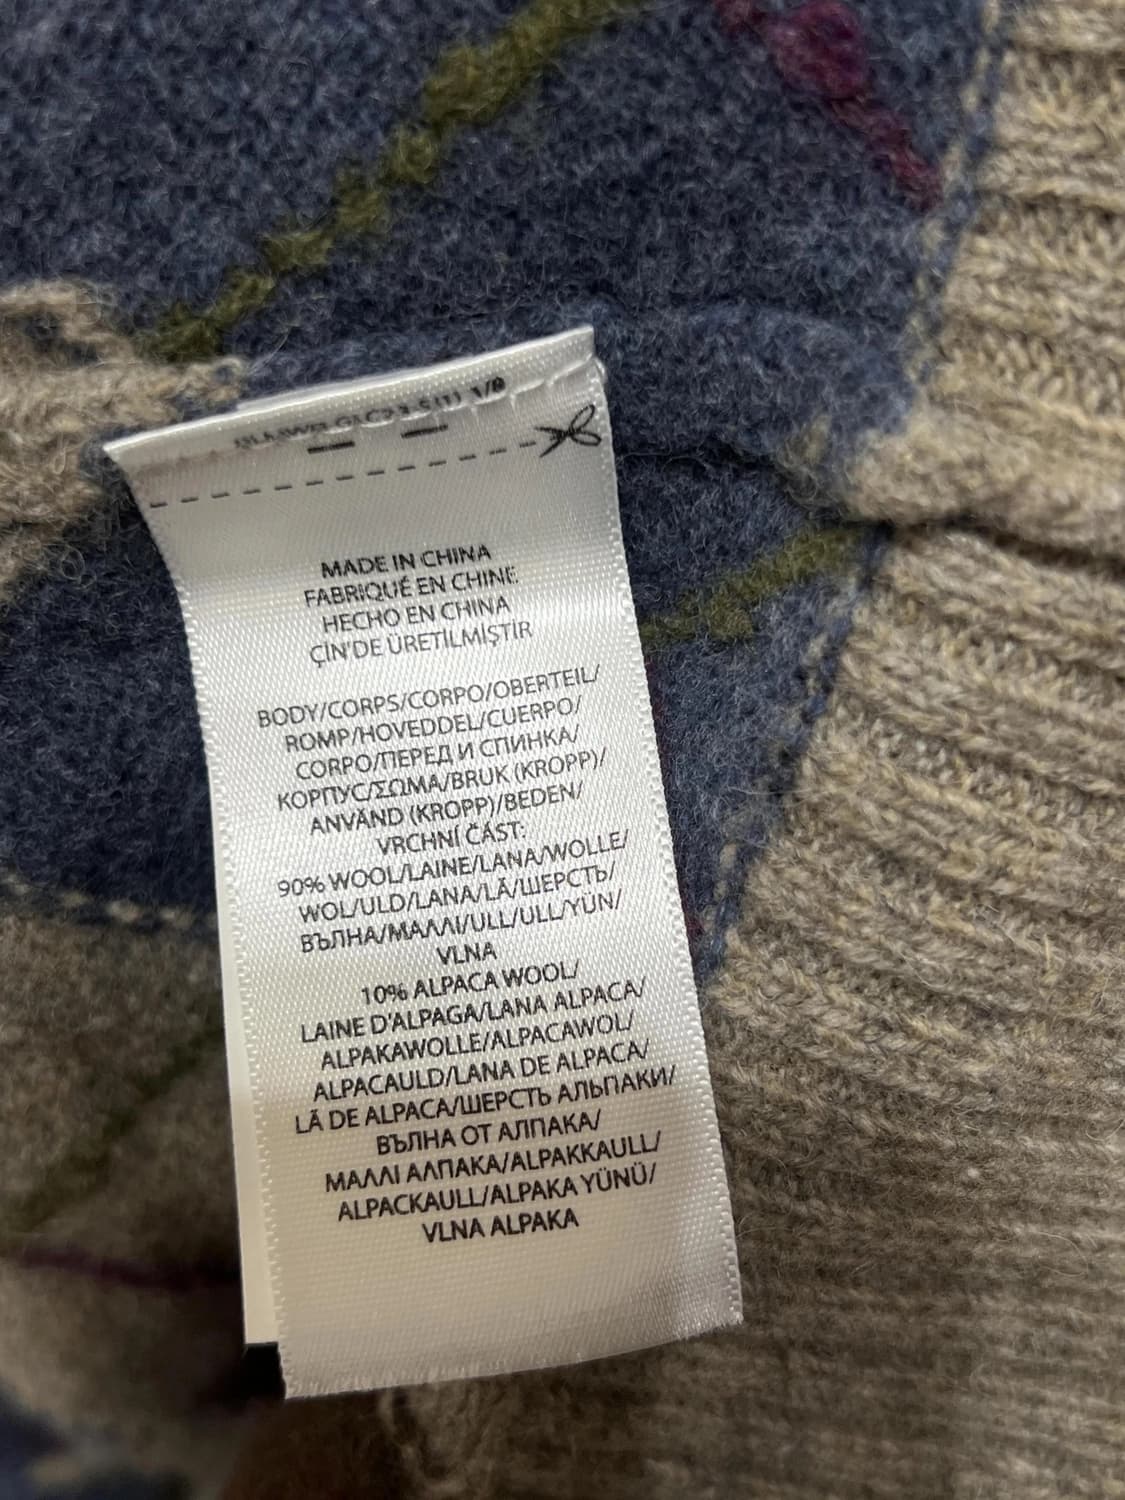 1/8
MADE IN CHINA
FABRIQUÉ EN CHINE
HECHO EN CHINA
ÇİN'DE ÜRETİLMİŞTİR
BODY/CORPS/CORPO/OBERTEIL/
ROMP/HOVEDDEL/CUERPO/
CORPO/ПЕРЕД И СПИНКА/
КОРПУС/ΣΩΜΑ/BRUK (KROPP)/
ANVÄND (KROPP)/BEDEN/
VRCHNÍ ČÁST:
90% WOOL/LAINE/LANA/WOLLE/
WOL/ULD/LANA/LÃ/ШЕРСТЬ/
ВЪЛНА/ΜΑΛΛΙ/ULL/ULL/YÜN/
VLNA
10% ALPACA WOOL/
LAINE D'ALPAGA/LANA ALPACA/
ALPAKAWOLLE/ALPACAWOL/
ALPACAULD/LANA DE ALPACA/
LÃ DE ALPACA/ШЕРСТЬ АЛЬПАКИ/
ВЪЛНА ОТ АЛПАКА/
ΜΑΛΛΙ ΑΛΠΑΚΑ/ALPAKKAULL/
ALPACKAULL/ALPAKA YÜNÜ/
VLNA ALPAKA